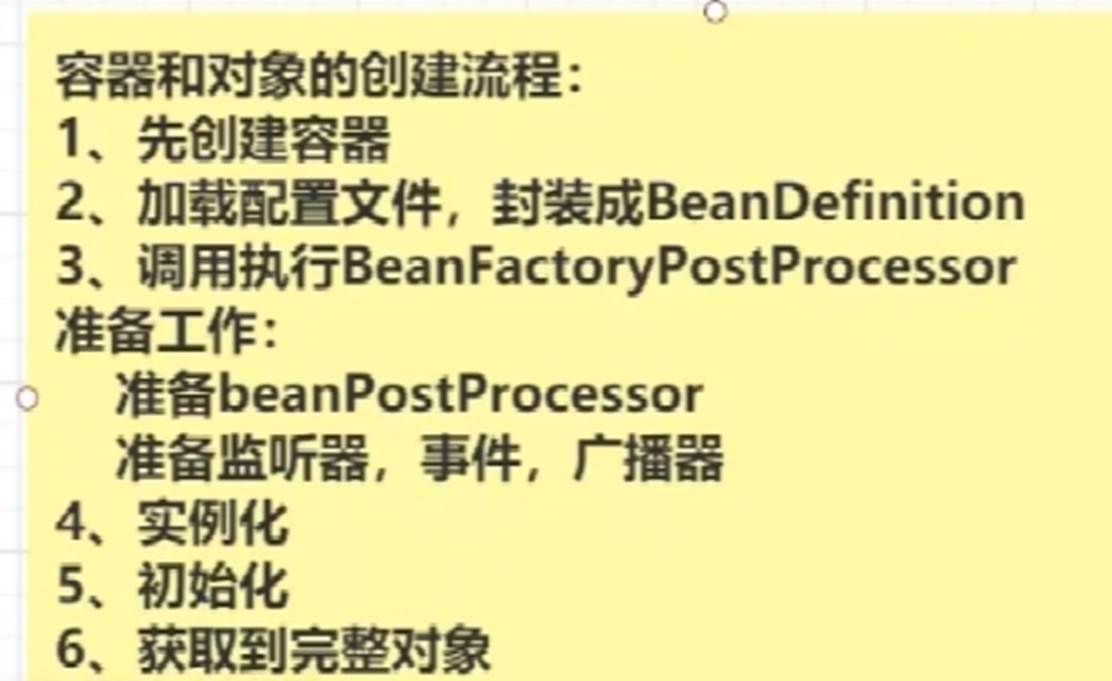 容器和对象的创建流程：
1、先创建容器
2、加载配置文件，封装成BeanDefinition
3、调用执行BeanFactoryPostProcessor
准备工作：
准备beanPostProcessor
准备监听器，事件，广播器
4、实例化
5、初始化
6、获取到完整对象